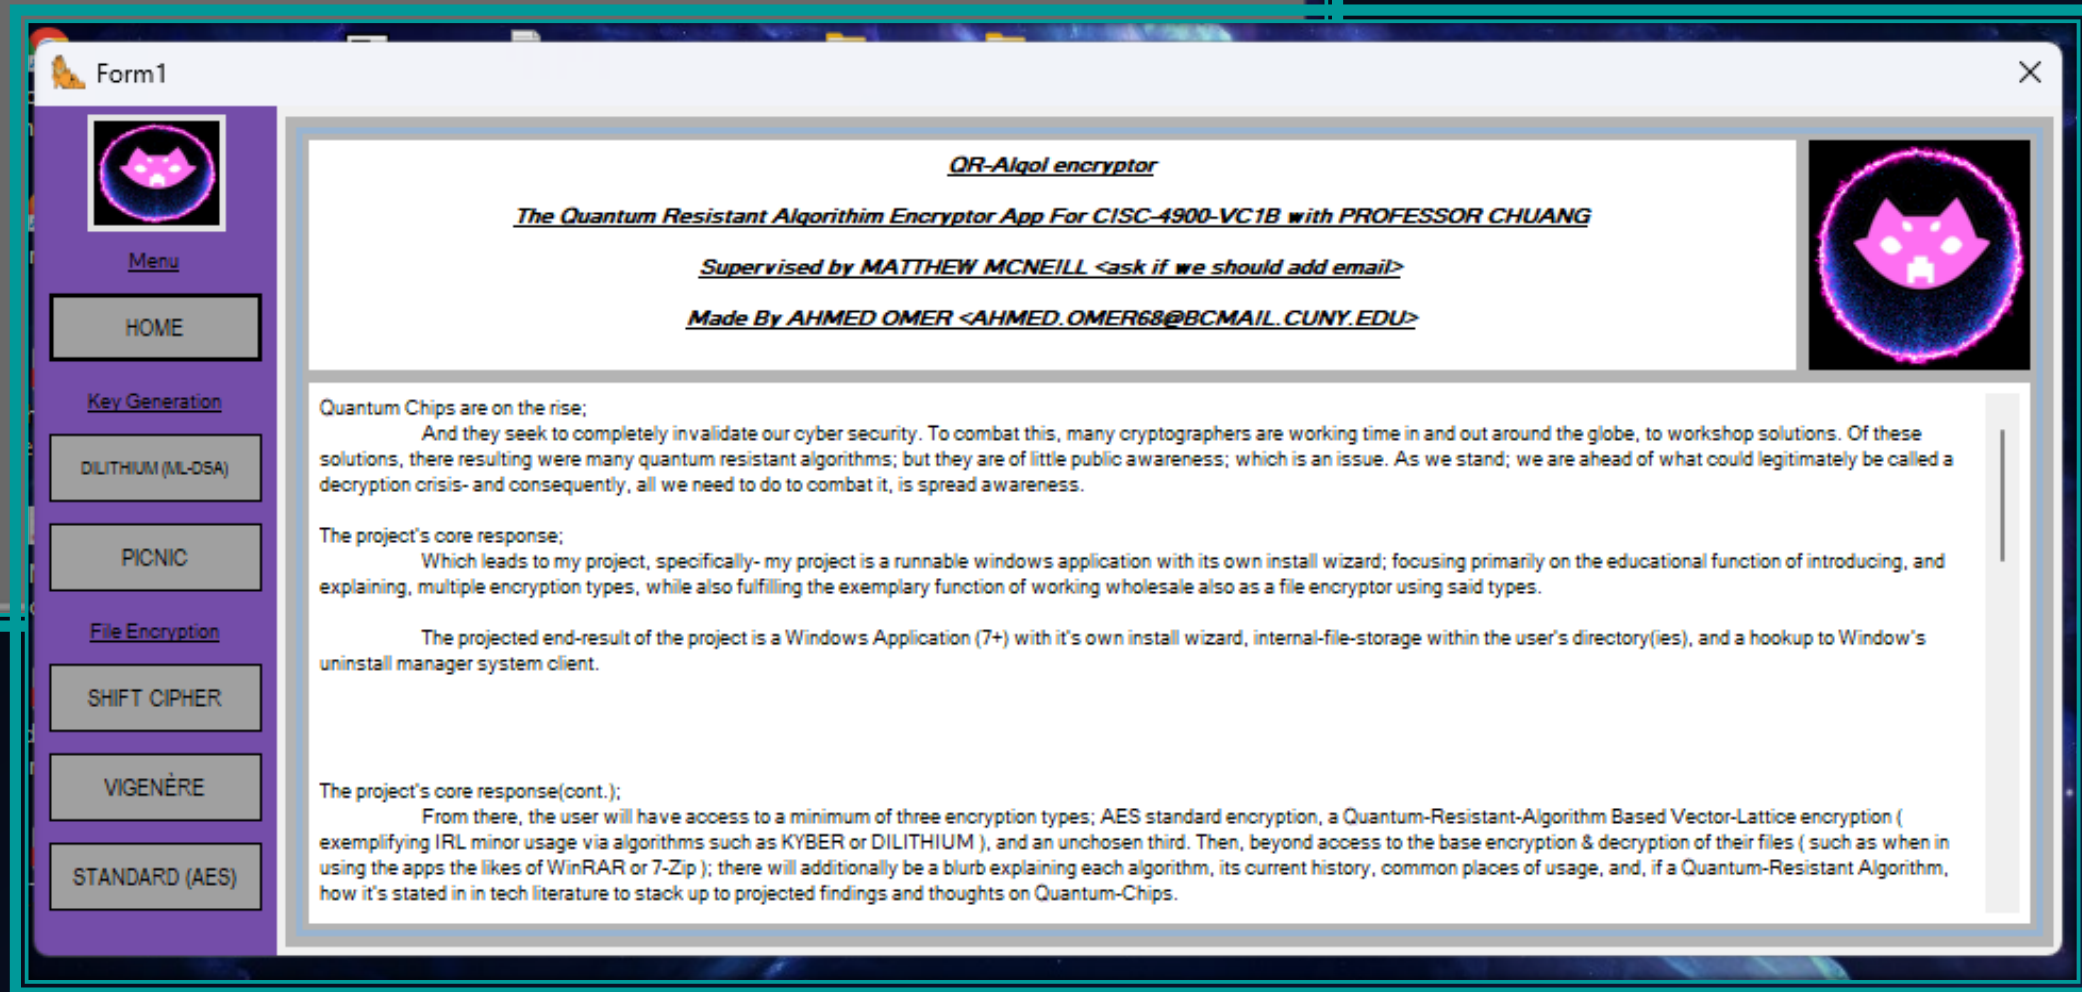 Form1
Menu
HOME
Key Generation
DILITHIUM (ML-DSA)
PICNIC
File Encryption
SHIFT CIPHER
VIGENÈRE
STANDARD (AES)
QR-Algol encryptor
The Quantum Resistant Algorithim Encryptor App For CISC-4900-VC1B with PROFESSOR CHUANG
Supervised by MATTHEW MCNEILL <ask if we should add email>
Made By AHMED OMER <AHMED.OMER68@BCMAIL.CUNY.EDU>
Quantum Chips are on the rise;
And they seek to completely invalidate our cyber security. To combat this, many cryptographers are working time in and out around the globe, to workshop solutions. Of these
solutions, there resulting were many quantum resistant algorithms; but they are of little public awareness; which is an issue. As we stand; we are ahead of what could legitimately be called a
decryption crisis- and consequently, all we need to do to combat it, is spread awareness.
The project's core response;
Which leads to my project, specifically- my project is a runnable windows application with its own install wizard; focusing primarily on the educational function of introducing, and
explaining, multiple encryption types, while also fulfilling the exemplary function of working wholesale also as a file encryptor using said types.
The projected end-result of the project is a Windows Application (7+) with it's own install wizard, internal-file-storage within the user's directory(ies), and a hookup to Window's
uninstall manager system client.
The project's core response(cont.);
From there, the user will have access to a minimum of three encryption types; AES standard encryption, a Quantum-Resistant-Algorithm Based Vector-Lattice encryption (
exemplifying IRL minor usage via algorithms such as KYBER or DILITHIUM ), and an unchosen third. Then, beyond access to the base encryption & decryption of their files ( such as when in
using the apps the likes of WinRAR or 7-Zip ); there will additionally be a blurb explaining each algorithm, its current history, common places of usage, and, if a Quantum-Resistant Algorithm,
how it's stated in in tech literature to stack up to projected findings and thoughts on Quantum-Chips.